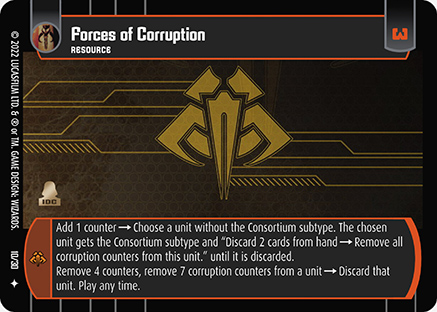 Forces of Corruption
RESOURCE
3
© 2022 LUCASFILM LTD. & ® or TM. GAME DESIGN: WIZARDS.
IDC
Add 1 counter → Choose a unit without the Consortium subtype. The chosen
unit gets the Consortium subtype and “Discard 2 cards from hand → Remove all
corruption counters from this unit.” until it is discarded.
Remove 4 counters, remove 7 corruption counters from a unit → Discard that
unit. Play any time.